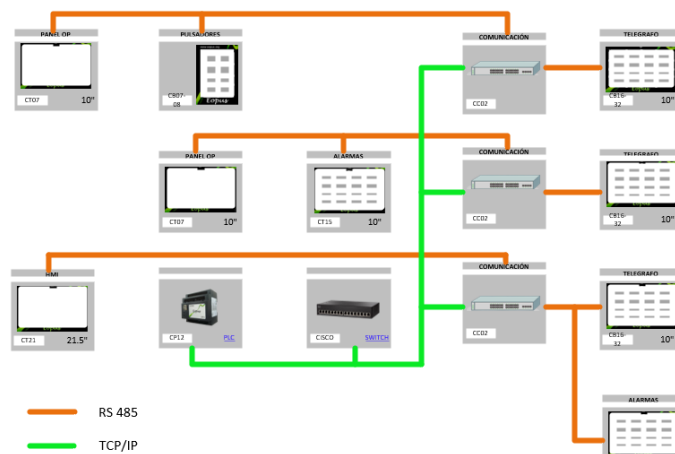 PANEL OP
PULSADORES
COMUNICACIÓN
TELEGRAFO
CT07
10"
CB07-
08
Eopus
CC02
CB16-
32
10"
PANEL OP
ALARMAS
COMUNICACIÓN
TELEGRAFO
CT07
10"
CT15
10"
CC02
CB16-
32
10"
HMI
COMUNICACIÓN
TELEGRAFO
CT21
21.5"
CP12
PLC
CISCO
SWITCH
CC02
CB16-
32
10"
RS 485
ALARMAS
TCP/IP